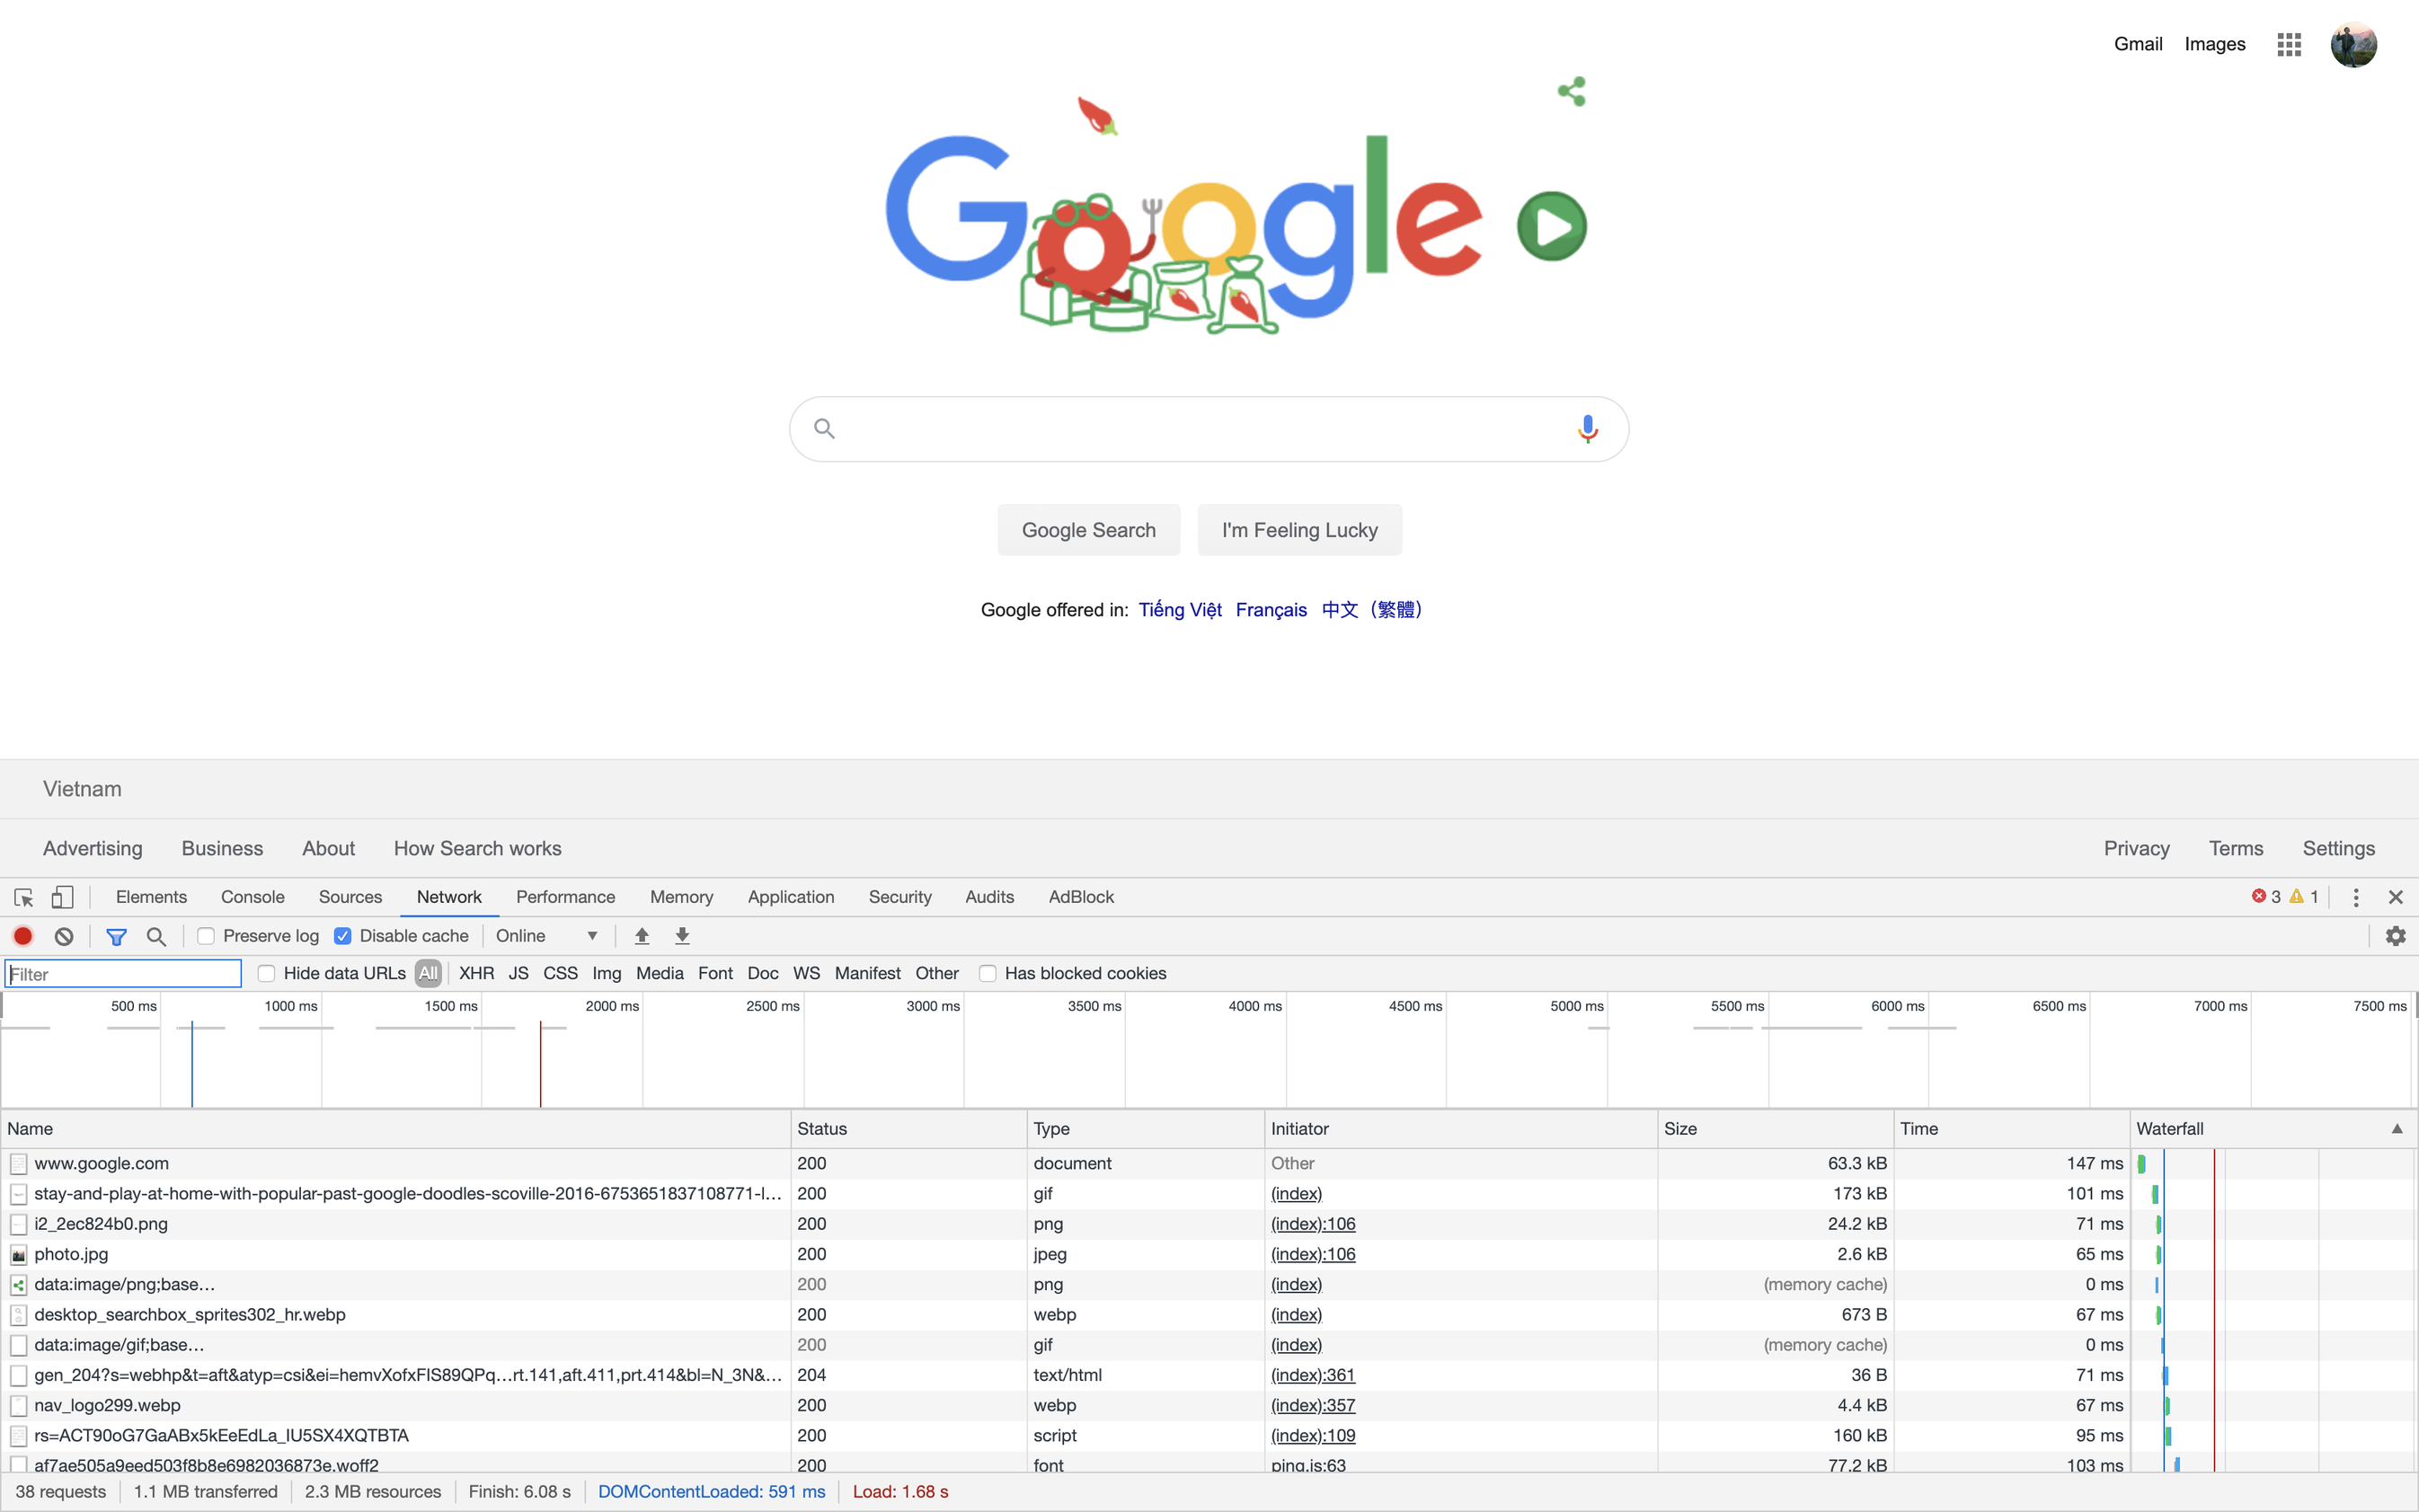 Gmail Images
Google
Google Search I'm Feeling Lucky
Google offered in: Tiếng Việt Français 中文（繁體）
Vietnam
Advertising Business About How Search works Privacy Terms Settings
Elements Console Sources Network Performance Memory Application Security Audits AdBlock 3 1
Preserve log Disable cache Online
Filter Hide data URLs All XHR JS CSS Img Media Font Doc WS Manifest Other Has blocked cookies
500 ms 1000 ms 1500 ms 2000 ms 2500 ms 3000 ms 3500 ms 4000 ms 4500 ms 5000 ms 5500 ms 6000 ms 6500 ms 7000 ms 7500 ms
Name Status Type Initiator Size Time Waterfall
www.google.com 200 document Other 63.3 kB 147 ms
stay-and-play-at-home-with-popular-past-google-doodles-scoville-2016-6753651837108771-l… 200 gif (index) 173 kB 101 ms
i2_2ec824b0.png 200 png (index):106 24.2 kB 71 ms
photo.jpg 200 jpeg (index):106 2.6 kB 65 ms
data:image/png;base… 200 png (index) (memory cache) 0 ms
desktop_searchbox_sprites302_hr.webp 200 webp (index) 673 B 67 ms
data:image/gif;base… 200 gif (index) (memory cache) 0 ms
gen_204?s=webhp&t=aft&atyp=csi&ei=hemvXofxFIS89QPq…rt.141,aft.411,prt.414&bl=N_3N&… 204 text/html (index):361 36 B 71 ms
nav_logo299.webp 200 webp (index):357 4.4 kB 67 ms
rs=ACT90oG7GaABx5kEeEdLa_IU5SX4XQTBTA 200 script (index):109 160 kB 95 ms
af7ae505a9eed503f8b8e6982036873e.woff2 200 font ping.js:63 77.2 kB 103 ms
38 requests 1.1 MB transferred 2.3 MB resources Finish: 6.08 s DOMContentLoaded: 591 ms Load: 1.68 s